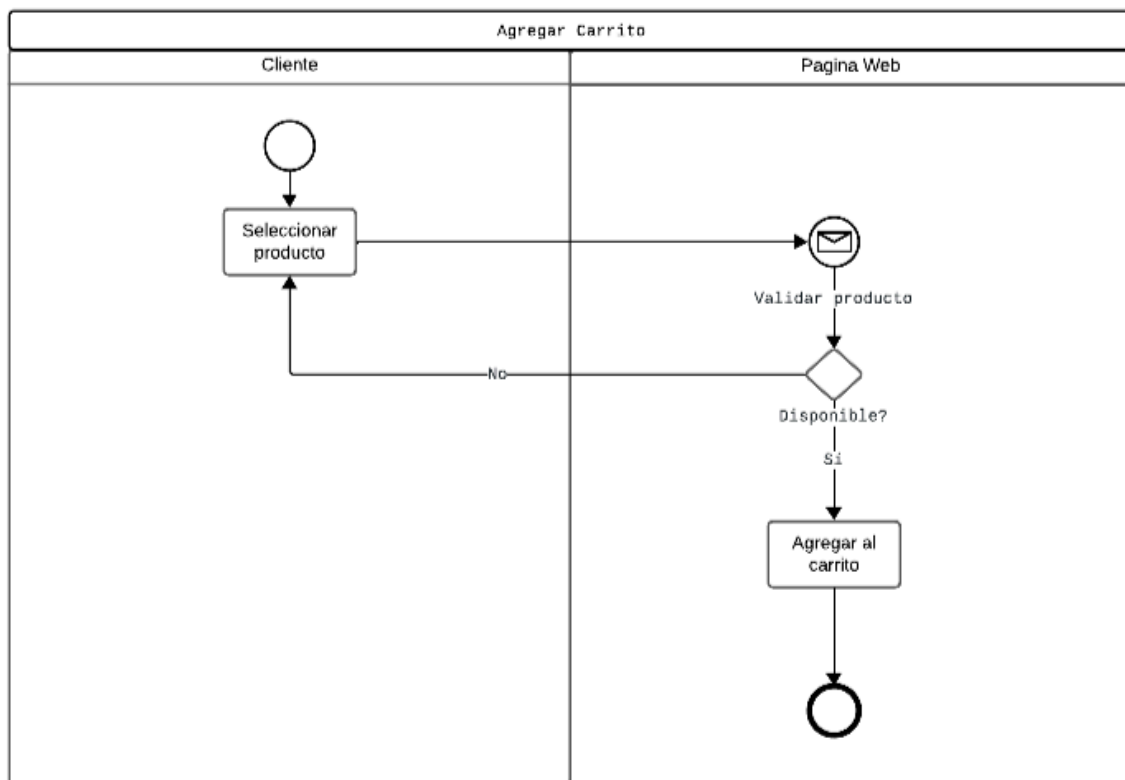 Agregar Carrito
Cliente
Pagina Web
Seleccionar
producto
Validar producto
No
Disponible?
Si
Agregar al
carrito